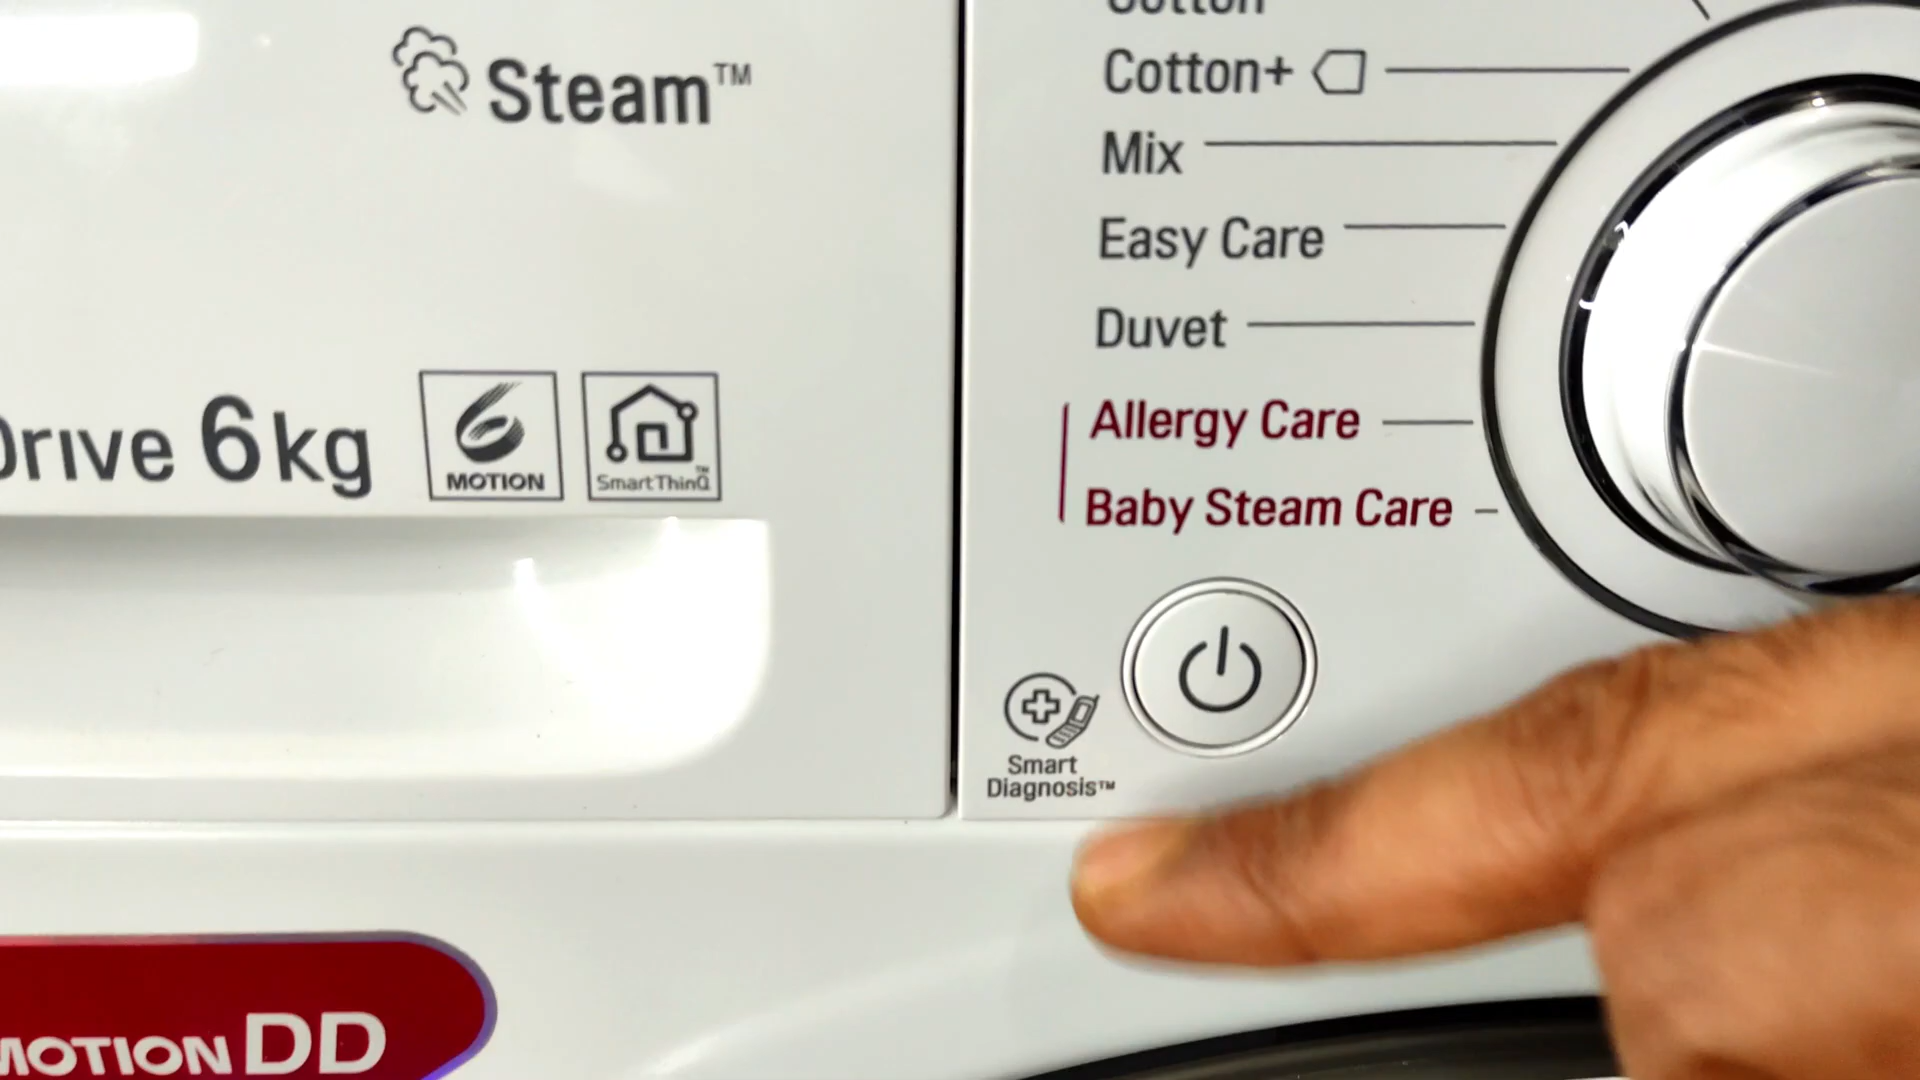 Steam™
Drive 6kg
MOTION
SmartThinQ™
MOTION DD
Cotton
Cotton+
Mix
Easy Care
Duvet
Allergy Care
Baby Steam Care
Smart
Diagnosis™